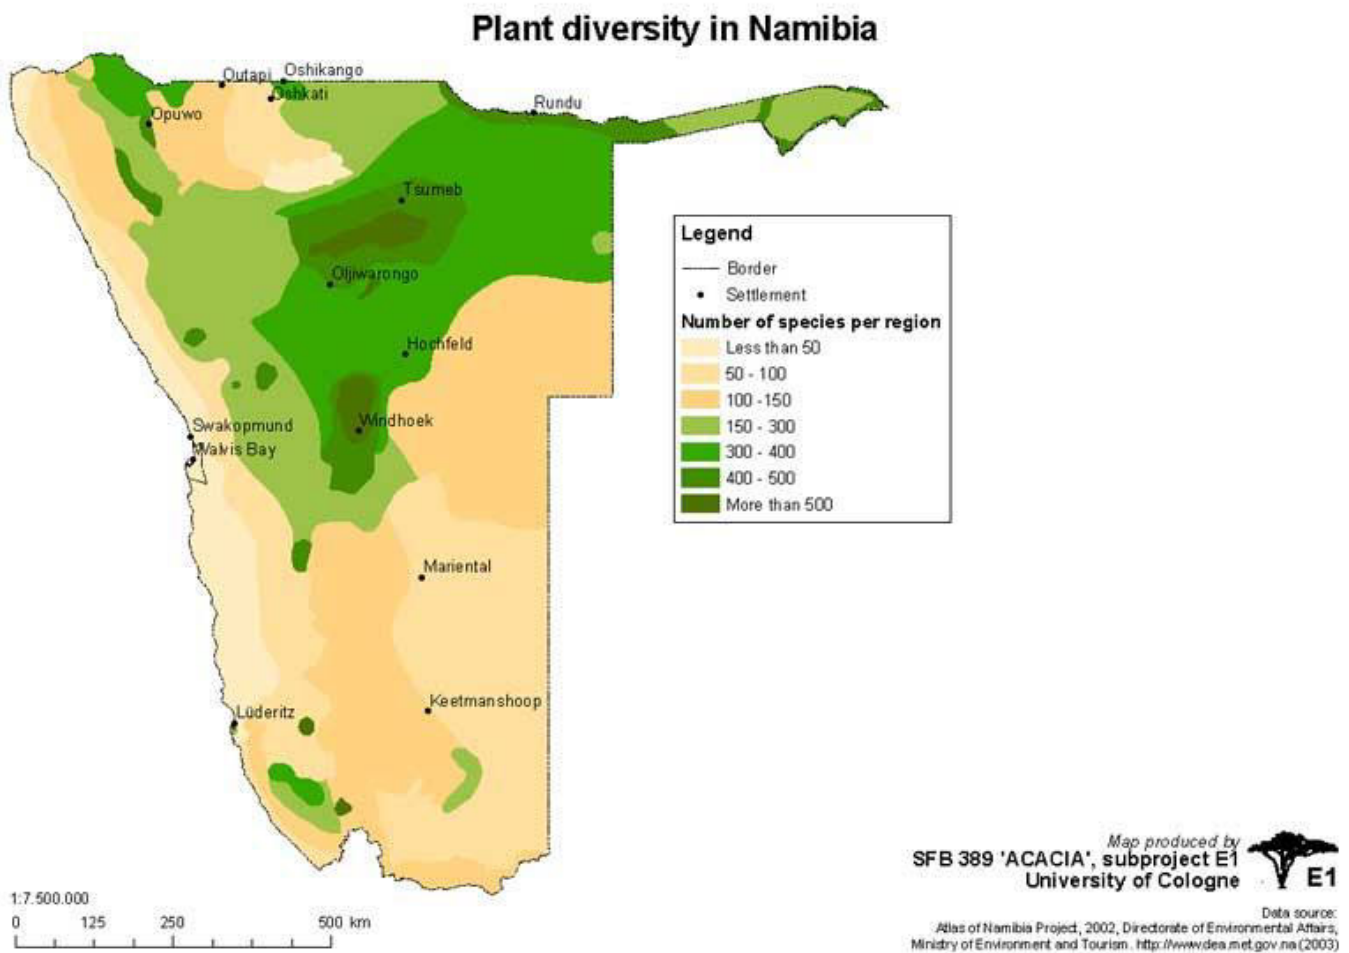 Plant diversity in Namibia
Outapi
Oshikango
Oshkati
Rundu
Opuwo
Tsumeb
Oljiwarongo
Hochfeld
Windhoek
Swakopmund
Walvis Bay
Mariental
Keetmanshoop
Lüderitz
Legend
Border
Settlement
Number of species per region
Less than 50
50 - 100
100 -150
150 - 300
300 - 400
400 - 500
More than 500
1:7.500.000
0 125 250 500 km
Map produced by
SFB 389 'ACACIA', subproject E1
University of Cologne
E1
Data source:
Atlas of Namibia Project, 2002, Directorate of Environmental Affairs,
Ministry of Environment and Tourism. http://www.dea.met.gov.na (2003)